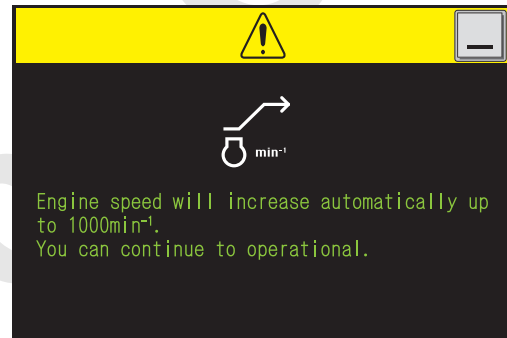 min⁻¹
Engine speed will increase automatically up
to 1000min⁻¹.
You can continue to operational.